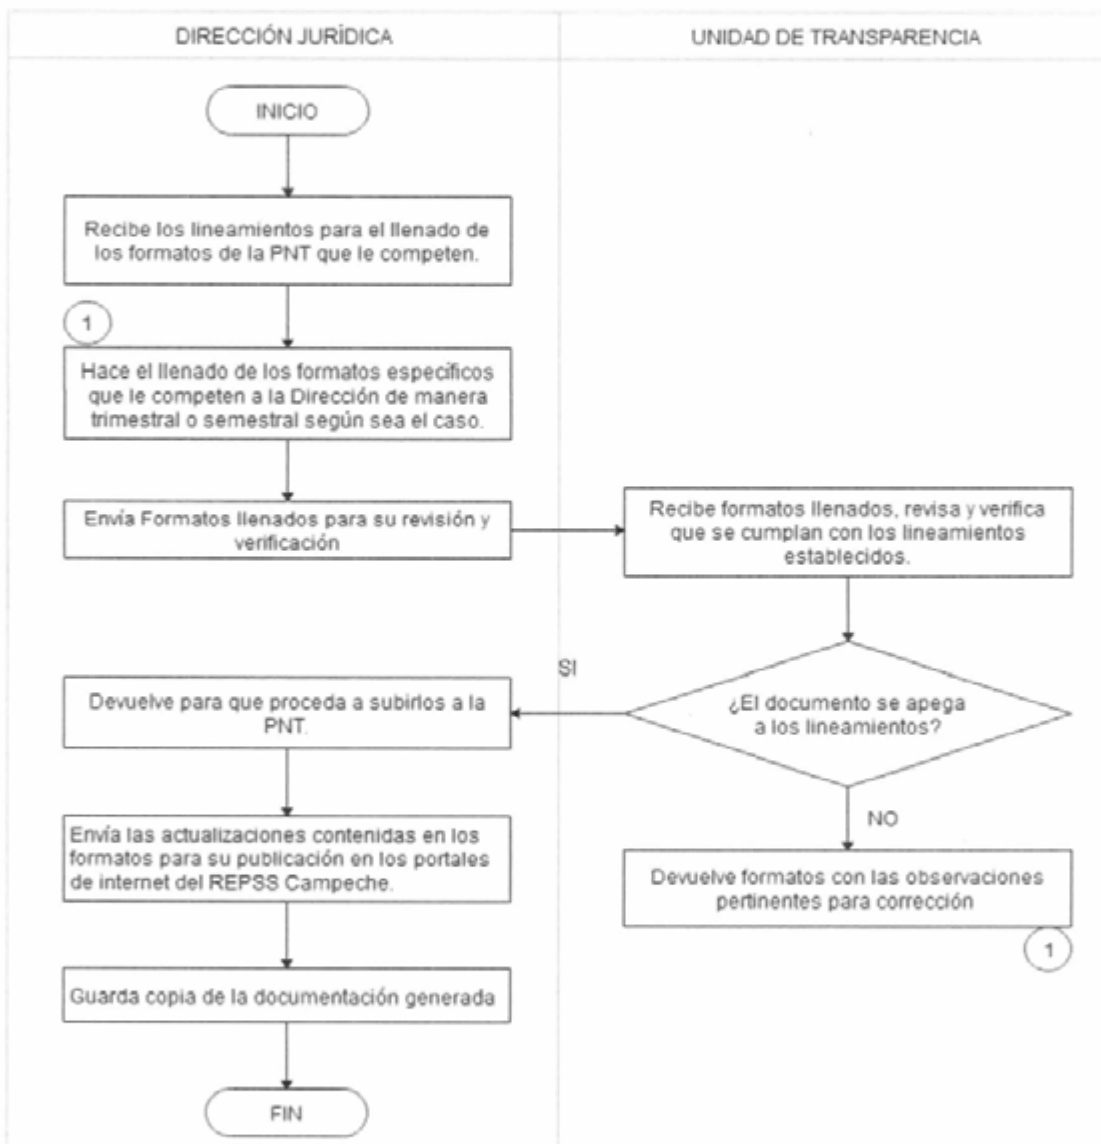 DIRECCIÓN JURÍDICA
UNIDAD DE TRANSPARENCIA
INICIO
Recibe los lineamientos para el llenado de
los formatos de la PNT que le competen.
1
Hace el llenado de los formatos específicos
que le competen a la Dirección de manera
trimestral o semestral según sea el caso.
Envía Formatos llenados para su revisión y
verificación
Recibe formatos llenados, revisa y verifica
que se cumplan con los lineamientos
establecidos.
¿El documento se apega
a los lineamientos?
SI
Devuelve para que proceda a subirlos a la
PNT.
NO
Devuelve formatos con las observaciones
pertinentes para corrección
1
Envía las actualizaciones contenidas en los
formatos para su publicación en los portales
de internet del REPSS Campeche.
Guarda copia de la documentación generada
FIN